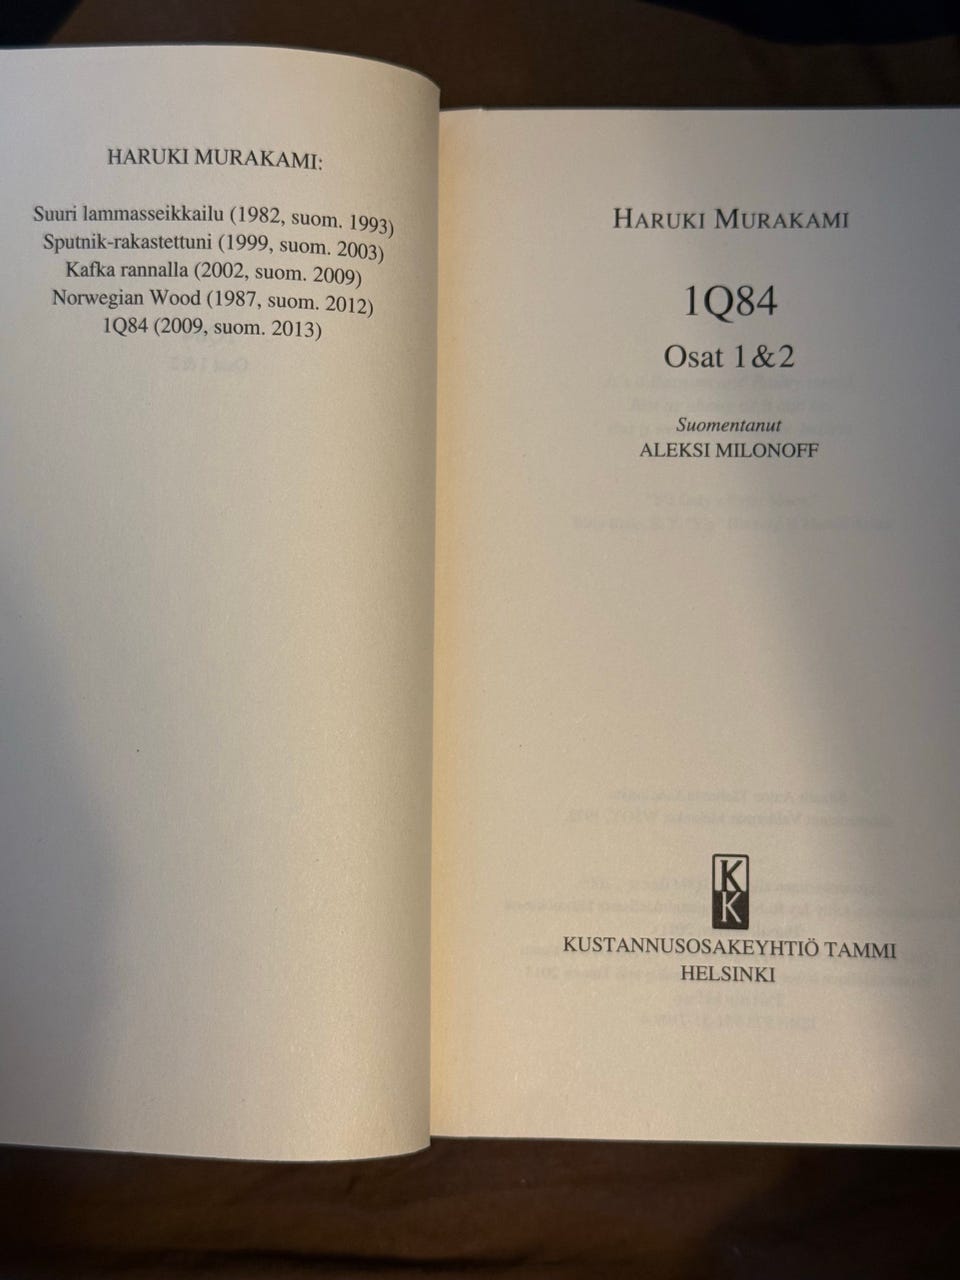 HARUKI MURAKAMI:
Suuri lammasseikkailu (1982, suom. 1993)
Sputnik-rakastettuni (1999, suom. 2003)
Kafka rannalla (2002, suom. 2009)
Norwegian Wood (1987, suom. 2012)
1Q84 (2009, suom. 2013)
HARUKI MURAKAMI
1Q84
Osat 1&2
Suomentanut
ALEKSI MILONOFF
K
K
KUSTANNUSOSAKEYHTIÖ TAMMI
HELSINKI